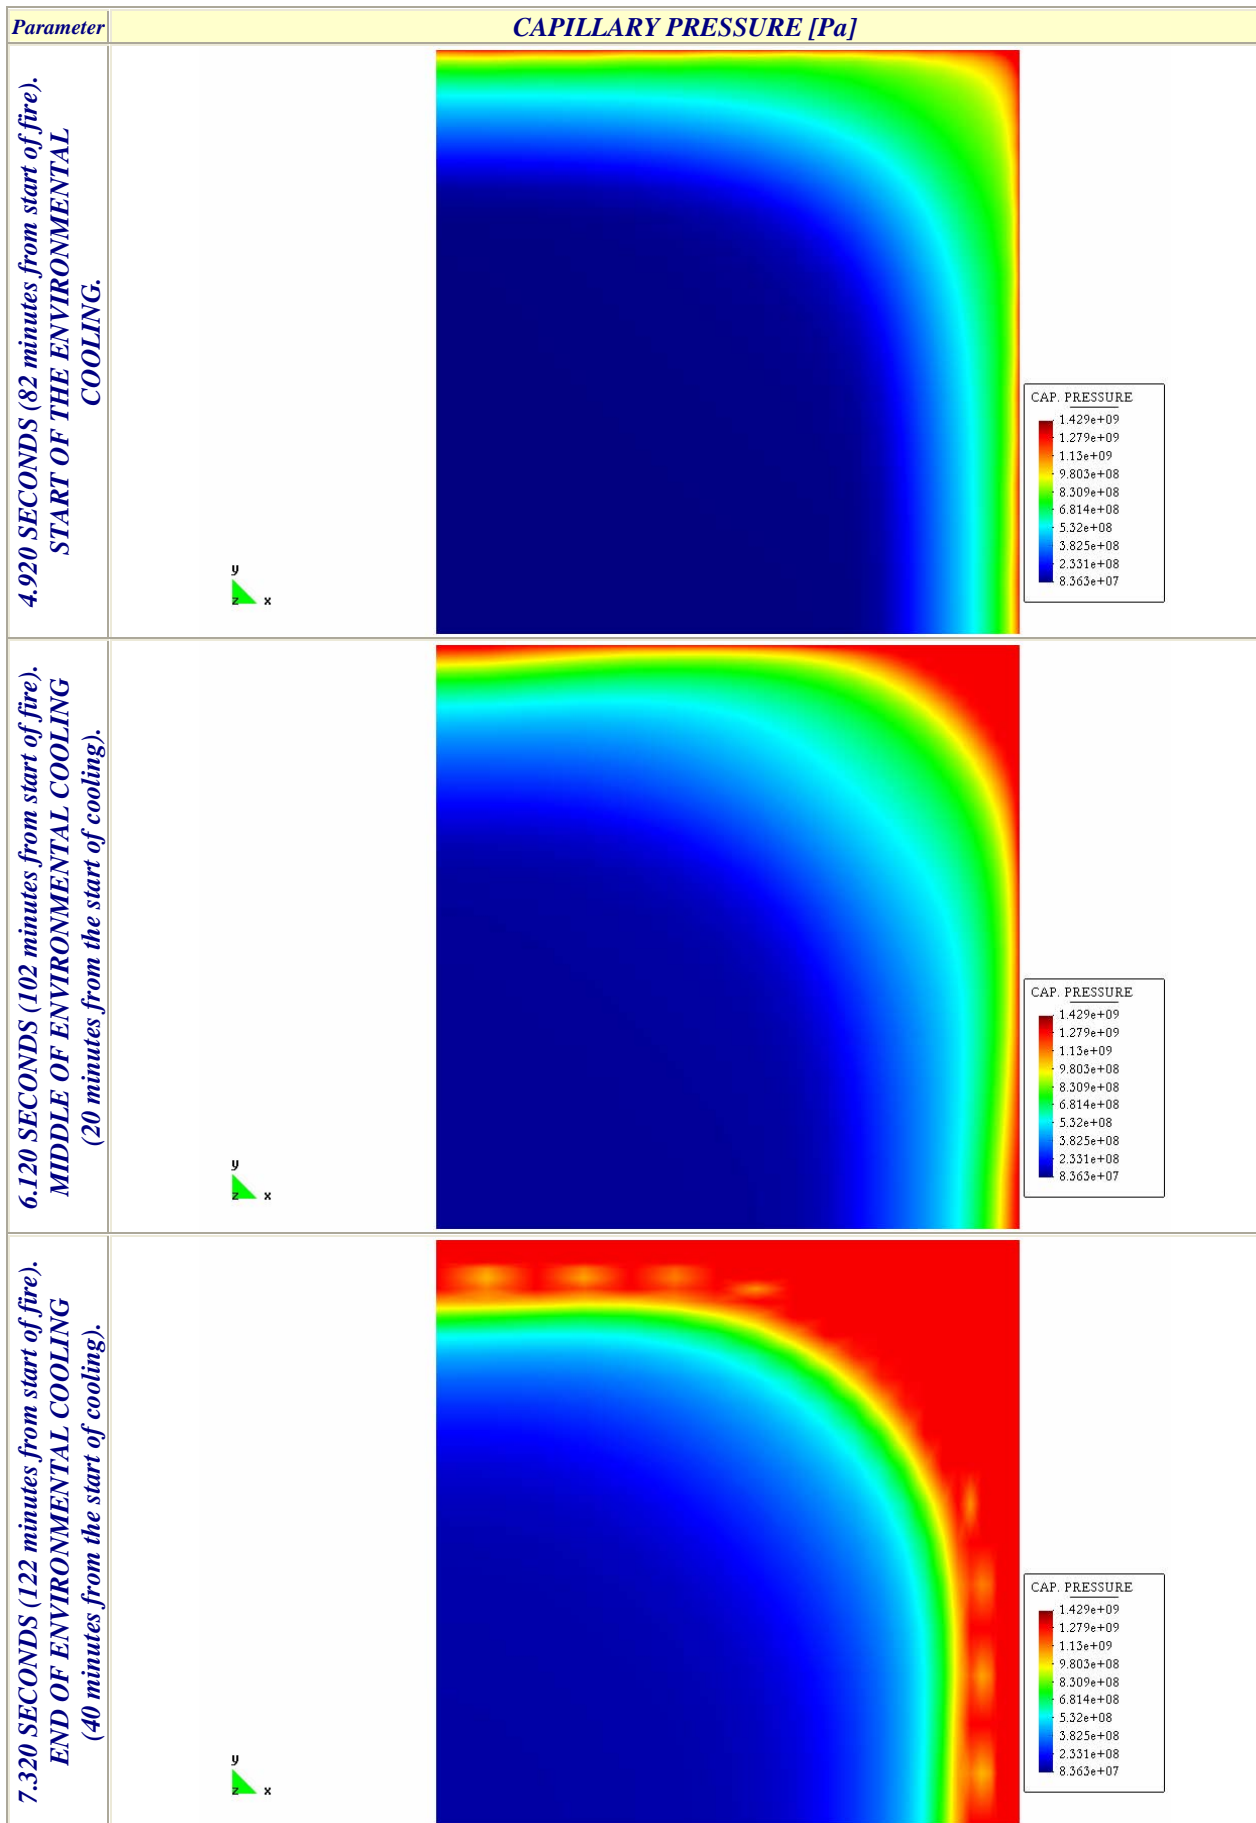 Parameter
CAPILLARY PRESSURE [Pa]
4.920 SECONDS (82 minutes from start of fire).
START OF THE ENVIRONMENTAL
COOLING.
y
z x
CAP. PRESSURE
1.429e+09
1.279e+09
1.13e+09
9.803e+08
8.309e+08
6.814e+08
5.32e+08
3.825e+08
2.331e+08
8.363e+07
6.120 SECONDS (102 minutes from start of fire).
MIDDLE OF ENVIRONMENTAL COOLING
(20 minutes from the start of cooling).
y
z x
CAP. PRESSURE
1.429e+09
1.279e+09
1.13e+09
9.803e+08
8.309e+08
6.814e+08
5.32e+08
3.825e+08
2.331e+08
8.363e+07
7.320 SECONDS (122 minutes from start of fire).
END OF ENVIRONMENTAL COOLING
(40 minutes from the start of cooling).
y
z x
CAP. PRESSURE
1.429e+09
1.279e+09
1.13e+09
9.803e+08
8.309e+08
6.814e+08
5.32e+08
3.825e+08
2.331e+08
8.363e+07